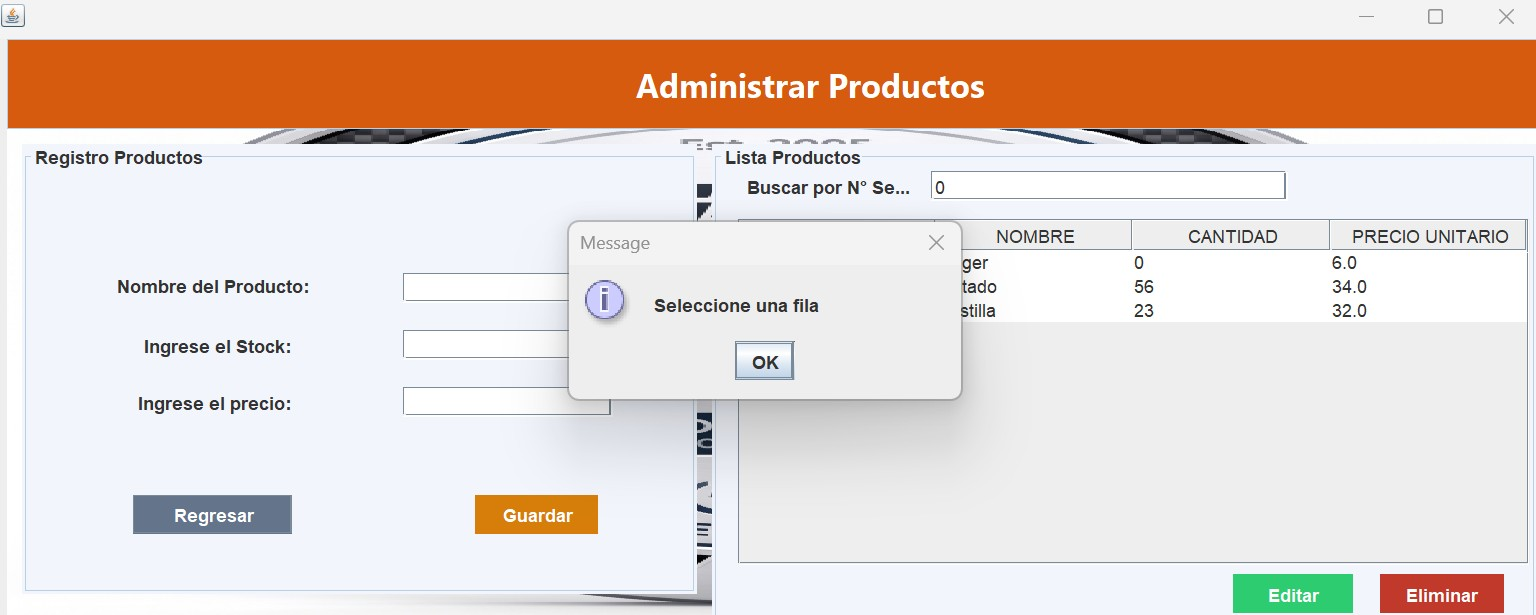 Administrar Productos
Registro Productos
Nombre del Producto:
Ingrese el Stock:
Ingrese el precio:
Regresar
Guardar
Message
Seleccione una fila
OK
Lista Productos
Buscar por N° Se...
0
NOMBRE CANTIDAD PRECIO UNITARIO
ger 0 6.0
tado 56 34.0
stilla 23 32.0
Editar
Eliminar